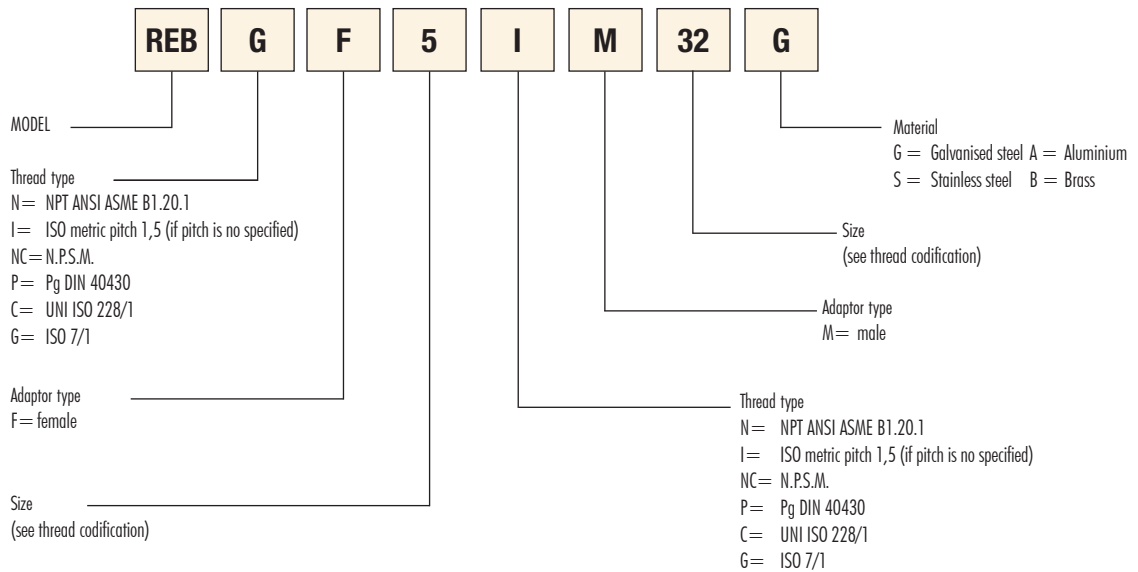 REB G F 5 I M 32 G
MODEL
Thread type
N= NPT ANSI ASME B1.20.1
I= ISO metric pitch 1,5 (if pitch is no specified)
NC= N.P.S.M.
P= Pg DIN 40430
C= UNI ISO 228/1
G= ISO 7/1
Adaptor type
F= female
Size
(see thread codification)
Material
G = Galvanised steel A = Aluminium
S = Stainless steel B = Brass
Size
(see thread codification)
Adaptor type
M= male
Thread type
N= NPT ANSI ASME B1.20.1
I= ISO metric pitch 1,5 (if pitch is no specified)
NC= N.P.S.M.
P= Pg DIN 40430
C= UNI ISO 228/1
G= ISO 7/1